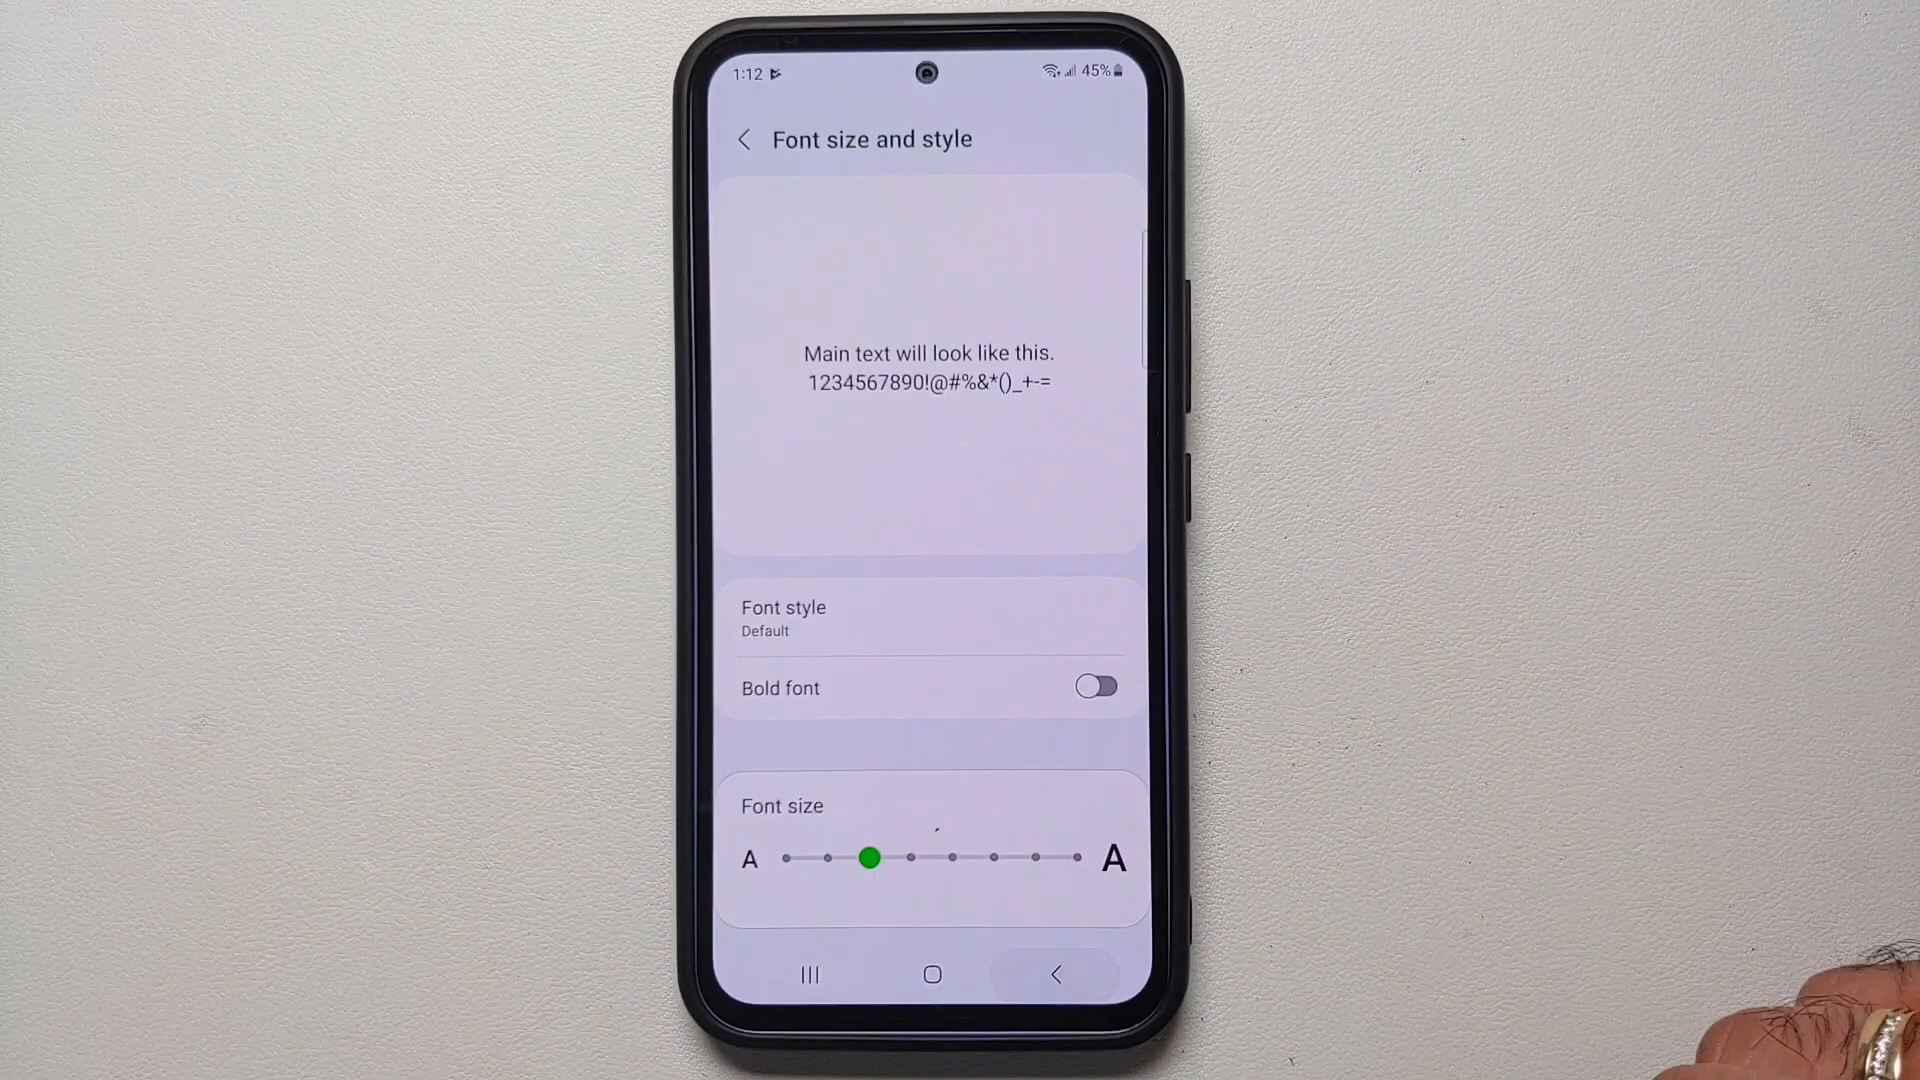 1:12 45%
Font size and style
Main text will look like this.
1234567890!@#%&*()_+-=
Font style
Default
Bold font
Font size
A A